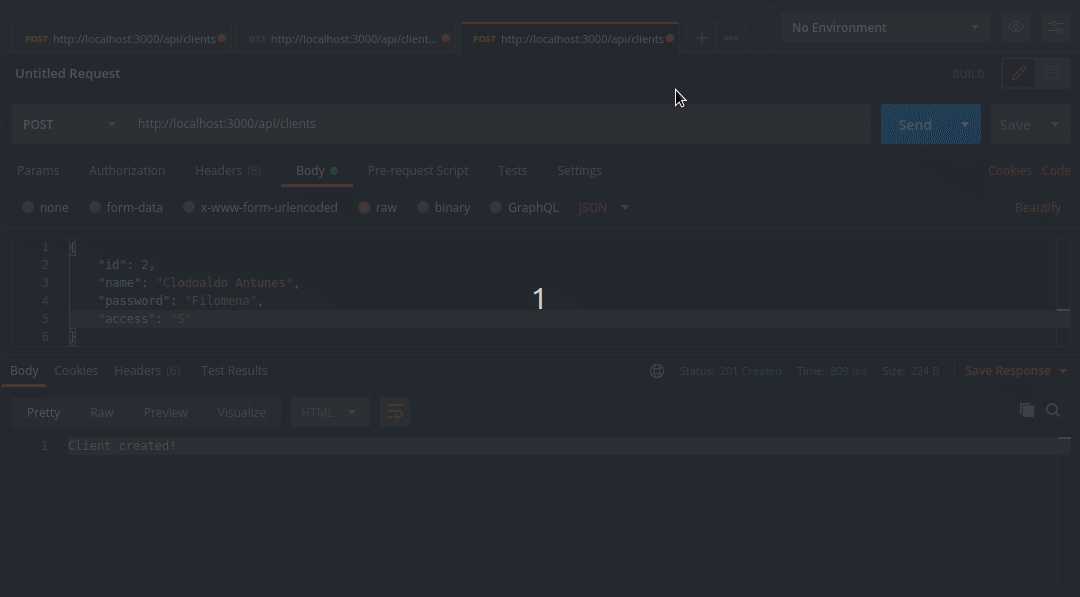 POST http://localhost:3000/api/clients GET http://localhost:3000/api/client... POST http://localhost:3000/api/clients + ••• No Environment
Untitled Request BUILD
POST http://localhost:3000/api/clients Send Save
Params Authorization Headers (8) Body Pre-request Script Tests Settings Cookies Code
none form-data x-www-form-urlencoded raw binary GraphQL JSON Beautify
1 {
2 "id": 2,
3 "name": "Clodoaldo Antunes",
4 "password": "Filomena",
5 "access": "S"
6 }
1
Body Cookies Headers (6) Test Results Status: 201 Created Time: 809 ms Size: 224 B Save Response
Pretty Raw Preview Visualize HTML
1 Client created!